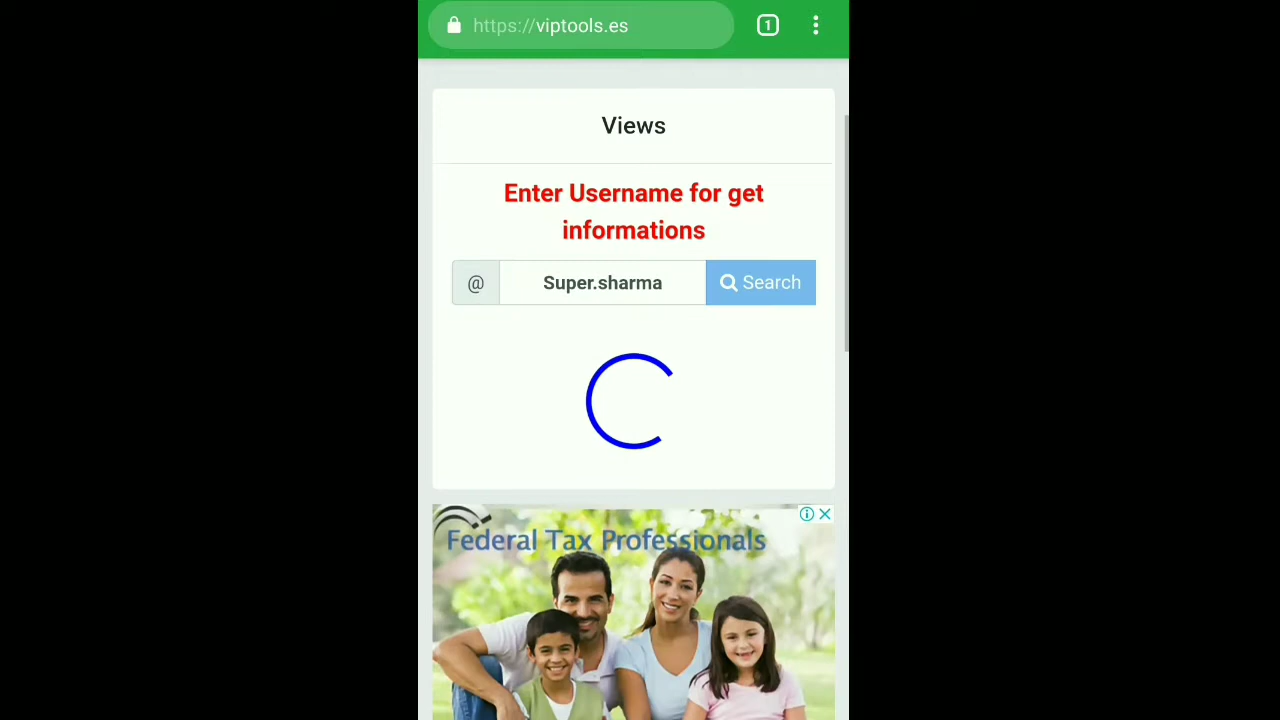 https://viptools.es
1
Views
Enter Username for get
informations
@ Super.sharma Search
Federal Tax Professionals